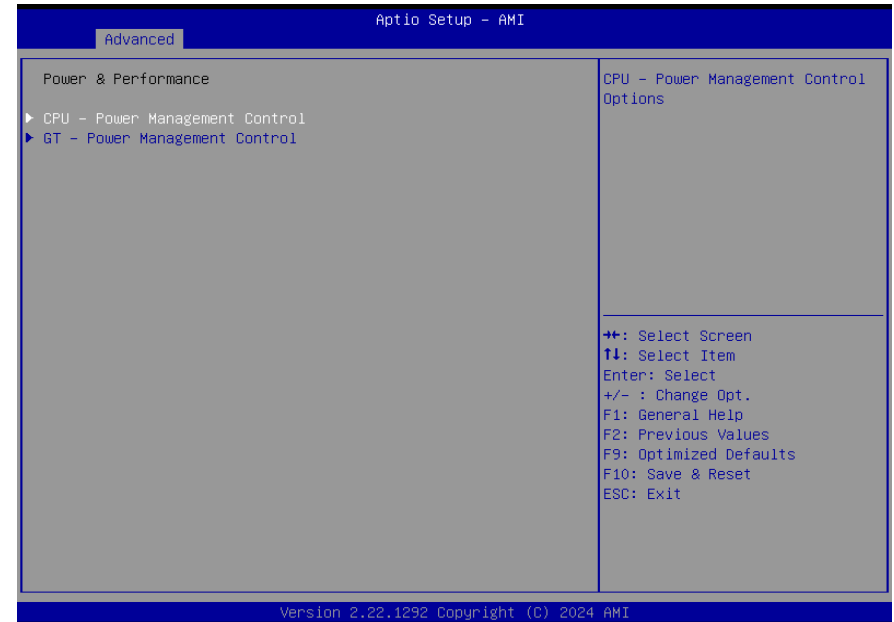 Aptio Setup – AMI
Advanced
Power & Performance
▶ CPU – Power Management Control
▶ GT – Power Management Control
CPU – Power Management Control
Options
→←: Select Screen
↑↓: Select Item
Enter: Select
+/- : Change Opt.
F1: General Help
F2: Previous Values
F9: Optimized Defaults
F10: Save & Reset
ESC: Exit
Version 2.22.1292 Copyright (C) 2024 AMI